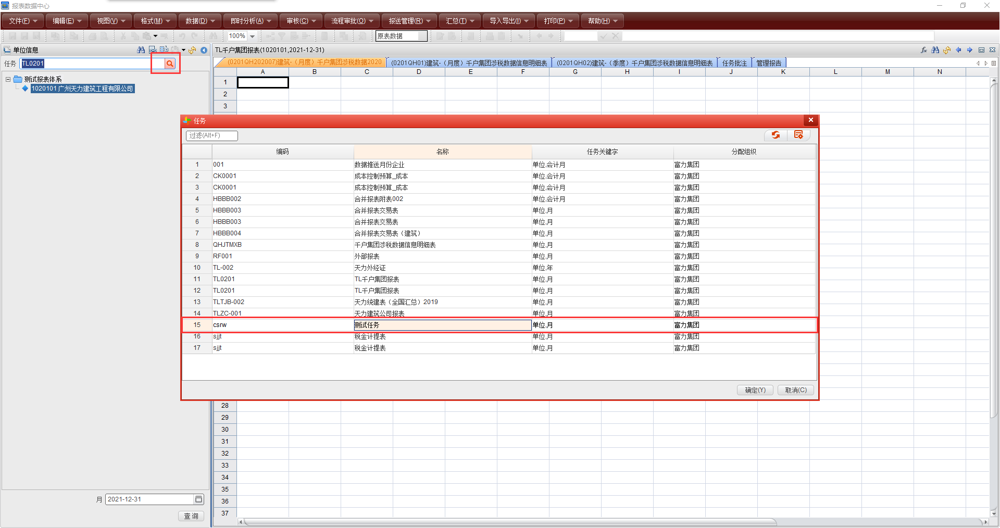 报表数据中心
文件(F) 编辑(E) 视图(V) 格式(M) 数据(D) 即时分析(A) 审核(C) 流程审批(O) 报送管理(R) 汇总(T) 导入导出(I) 打印(P) 帮助(H)
100% 原表数据
单位信息
TL千户集团报表(1020101,2021-12-31)
任务 TL0201
(0201QH202007)建筑-（月度）千户集团涉税数据2020 (0201QH01)建筑-（月度）千户集团涉税数据信息明细表 (0201QH02)建筑-（季度）千户集团涉税数据信息明细表 任务批注 管理报告
A B C D E F G H I J K L M N
1
2
3
测试报表体系
1020101 广州天力建筑工程有限公司
任务
过滤(Alt+F)
编码 名称 任务关键字 分配组织
1 001 数据推送月份企业 单位,会计月 富力集团
2 CK0001 成本控制预算_成本 单位,会计月 富力集团
3 CK0001 成本控制预算_成本 单位,会计月 富力集团
4 HBBB002 合并报表附表002 单位,会计月 富力集团
5 HBBB003 合并报表交易表 单位,月 富力集团
6 HBBB003 合并报表交易表 单位,月 富力集团
7 HBBB004 合并报表交易表（建筑） 单位,月 富力集团
8 QHJTMXB 千户集团涉税数据信息明细表 单位,月 富力集团
9 RF001 外部报表 单位,月 富力集团
10 TL-002 天力外经证 单位,年 富力集团
11 TL0201 TL千户集团报表 单位,月 富力集团
12 TL0201 TL千户集团报表 单位,月 富力集团
13 TLTJB-002 天力统建表（全国汇总）2019 单位,月 富力集团
14 TLZC-001 天力建筑公司报表 单位,月 富力集团
15 csrw 测试任务 单位,月 富力集团
16 sjjt 税金计提表 单位,月 富力集团
17 sjjt 税金计提表 单位,月 富力集团
确定(Y) 取消(C)
28
29
30
31
32
33
34
35
36
37
月 2021-12-31
查询